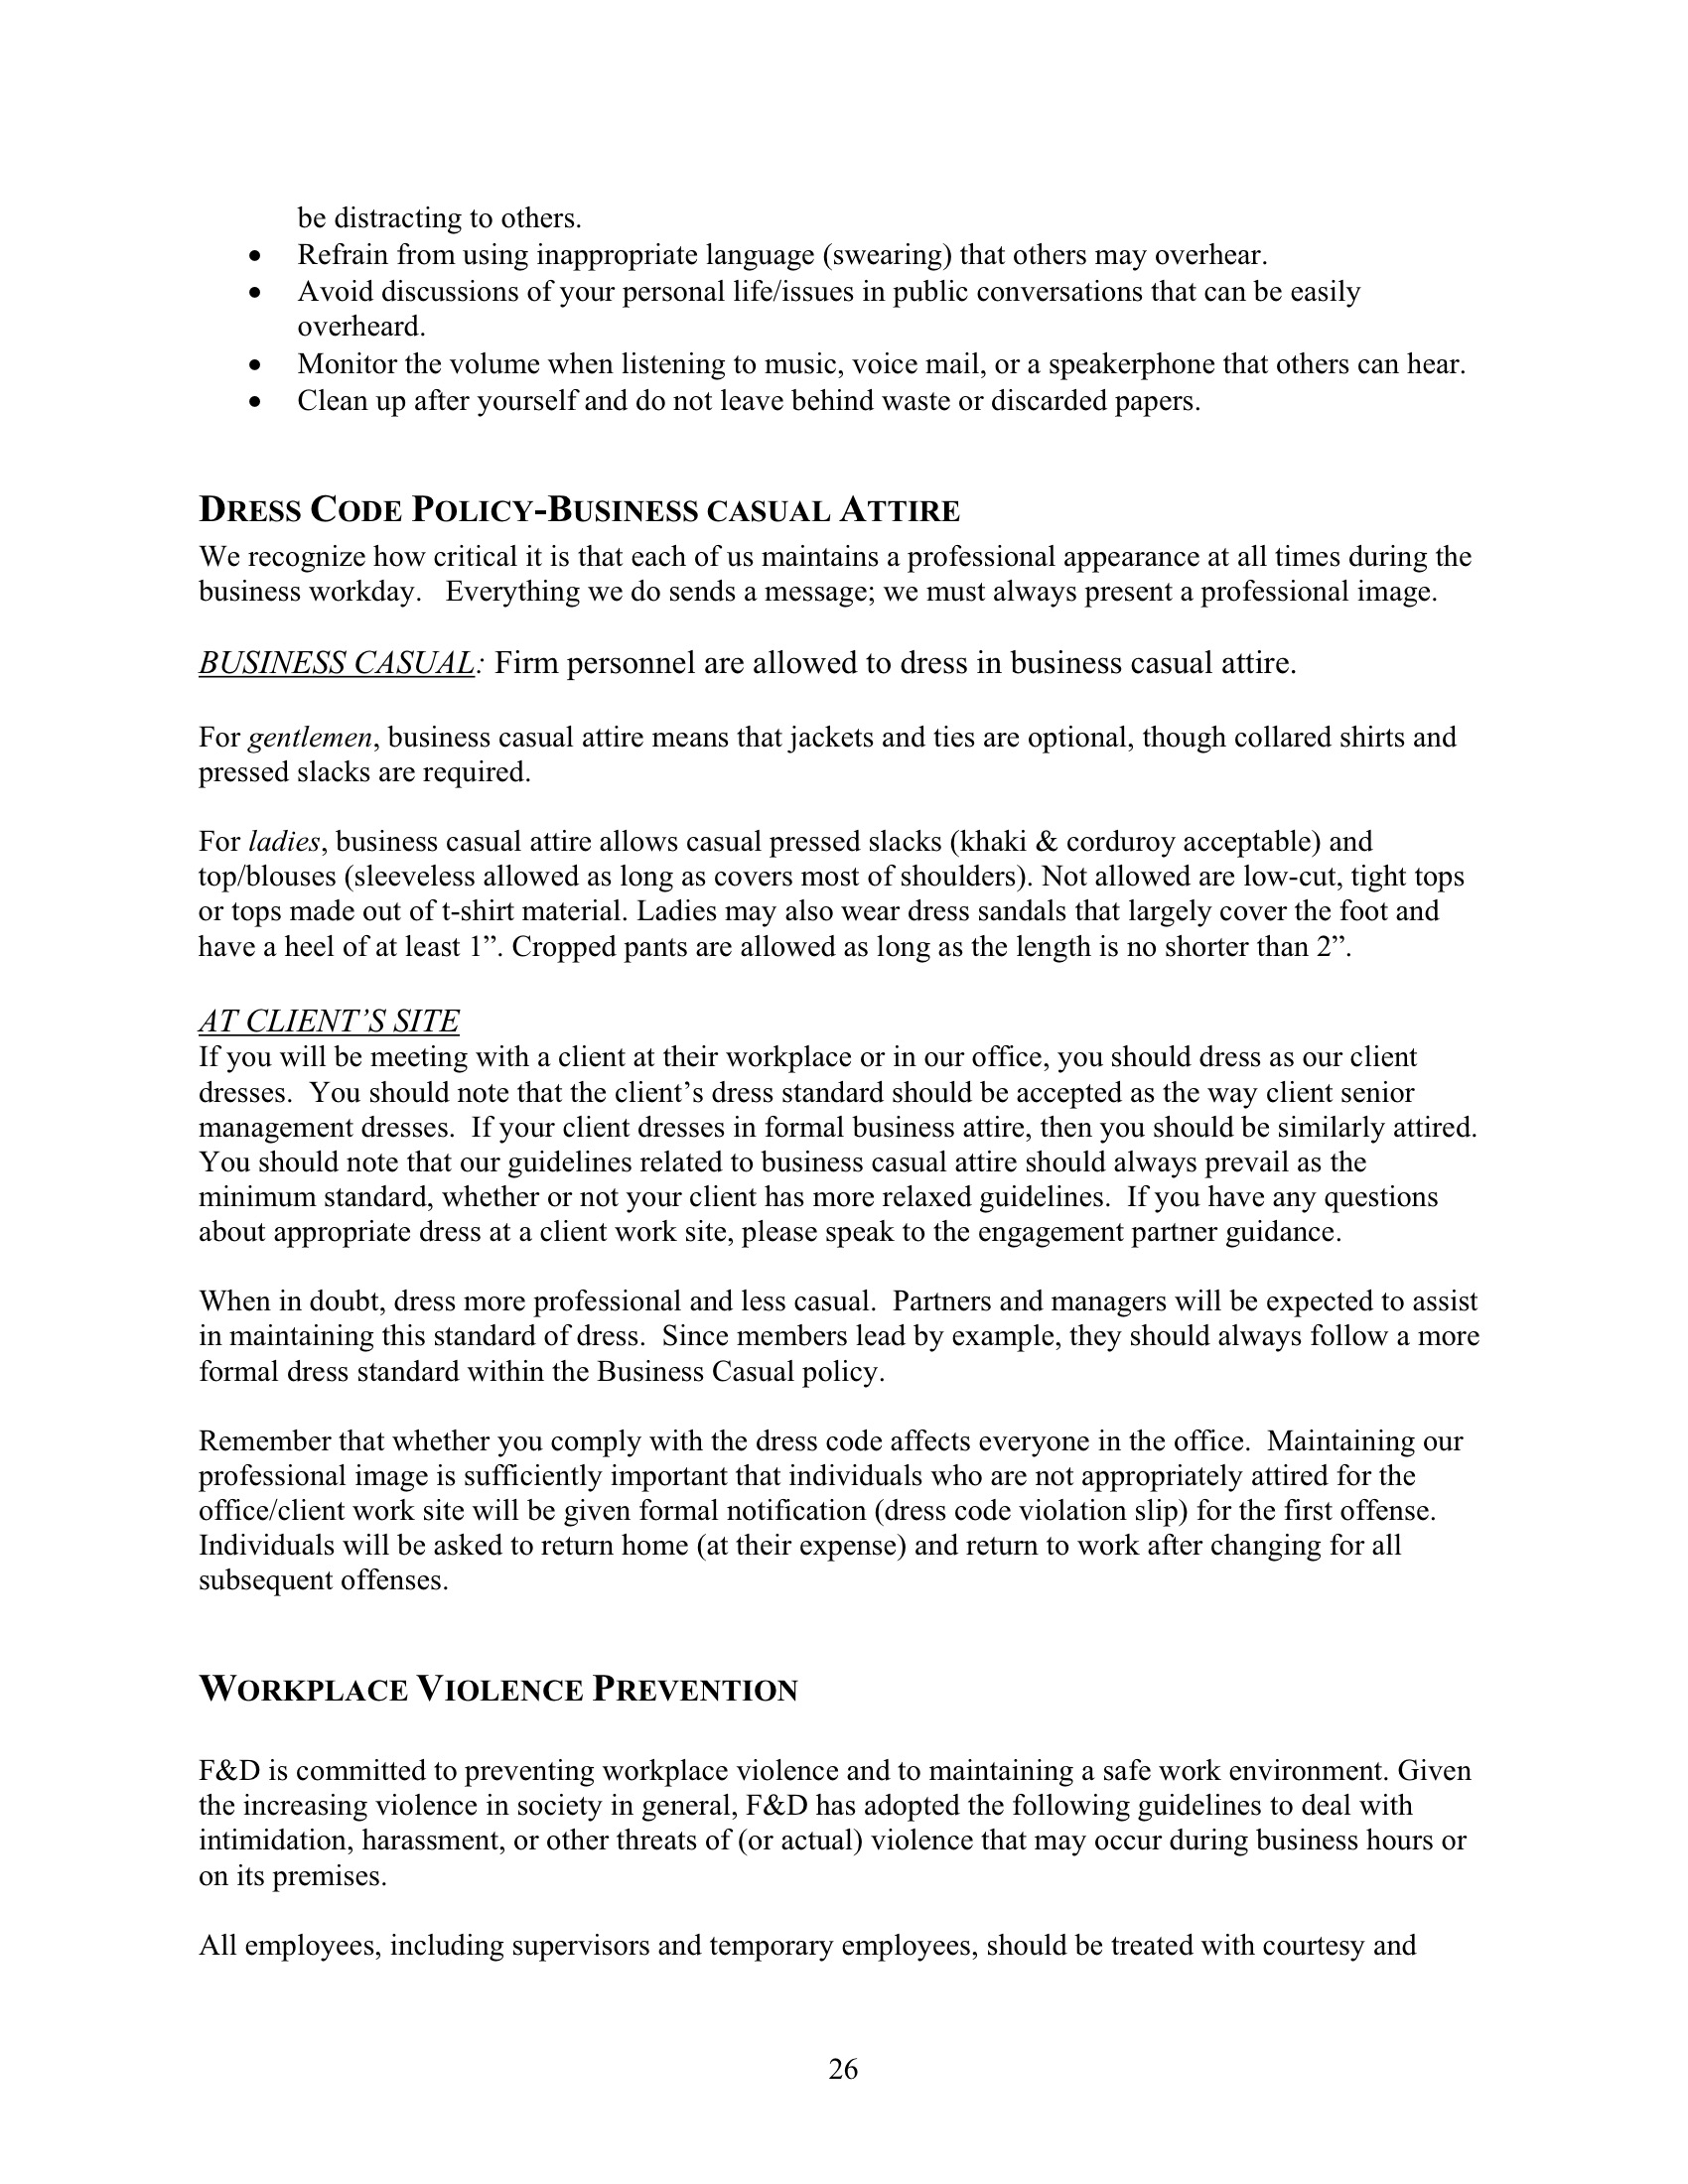 be distracting to others.
• Refrain from using inappropriate language (swearing) that others may overhear.
• Avoid discussions of your personal life/issues in public conversations that can be easily
overheard.
• Monitor the volume when listening to music, voice mail, or a speakerphone that others can hear.
• Clean up after yourself and do not leave behind waste or discarded papers.
DRESS CODE POLICY-BUSINESS CASUAL ATTIRE
We recognize how critical it is that each of us maintains a professional appearance at all times during the
business workday.   Everything we do sends a message; we must always present a professional image.
BUSINESS CASUAL: Firm personnel are allowed to dress in business casual attire.
For gentlemen, business casual attire means that jackets and ties are optional, though collared shirts and
pressed slacks are required.
For ladies, business casual attire allows casual pressed slacks (khaki & corduroy acceptable) and
top/blouses (sleeveless allowed as long as covers most of shoulders). Not allowed are low-cut, tight tops
or tops made out of t-shirt material. Ladies may also wear dress sandals that largely cover the foot and
have a heel of at least 1”. Cropped pants are allowed as long as the length is no shorter than 2”.
AT CLIENT’S SITE
If you will be meeting with a client at their workplace or in our office, you should dress as our client
dresses.  You should note that the client’s dress standard should be accepted as the way client senior
management dresses.  If your client dresses in formal business attire, then you should be similarly attired.
You should note that our guidelines related to business casual attire should always prevail as the
minimum standard, whether or not your client has more relaxed guidelines.  If you have any questions
about appropriate dress at a client work site, please speak to the engagement partner guidance.
When in doubt, dress more professional and less casual.  Partners and managers will be expected to assist
in maintaining this standard of dress.  Since members lead by example, they should always follow a more
formal dress standard within the Business Casual policy.
Remember that whether you comply with the dress code affects everyone in the office.  Maintaining our
professional image is sufficiently important that individuals who are not appropriately attired for the
office/client work site will be given formal notification (dress code violation slip) for the first offense.
Individuals will be asked to return home (at their expense) and return to work after changing for all
subsequent offenses.
WORKPLACE VIOLENCE PREVENTION
F&D is committed to preventing workplace violence and to maintaining a safe work environment. Given
the increasing violence in society in general, F&D has adopted the following guidelines to deal with
intimidation, harassment, or other threats of (or actual) violence that may occur during business hours or
on its premises.
All employees, including supervisors and temporary employees, should be treated with courtesy and
26